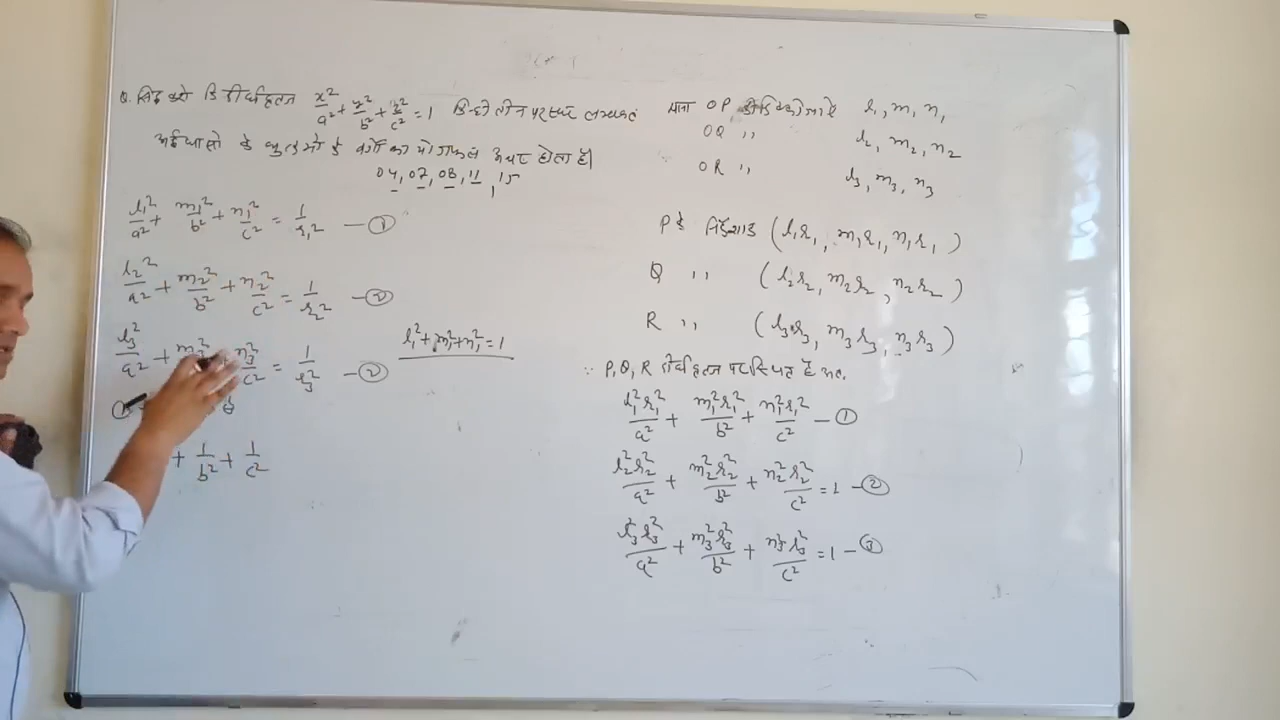 Q. सिद्ध करो कि दीर्घवृत्तज x²/a² + y²/b² + z²/c² = 1 किन्हीं तीन परस्पर लम्बवत
अर्द्धव्यासों के व्युत्क्रमों के वर्गों का योगफल अचर होता है।
04, 07, 08, 11, 15
l₁²/a² + m₁²/b² + n₁²/c² = 1/r₁² — ①
l₂²/a² + m₂²/b² + n₂²/c² = 1/r₂² — ②
l₃²/a² + m₃² + n₃²/c² = 1/r₃² — ②
l₁² + m₁² + n₁² = 1
①
+ 1/b² + 1/c²
माना OP की दिक्कोज्याएँ l₁, m₁, n₁
OQ ,, l₂, m₂, n₂
OR ,, l₃, m₃, n₃
P के निर्देशांक (l₁r₁, m₁r₁, n₁r₁)
Q ,, (l₂r₂, m₂r₂, n₂r₂)
R ,, (l₃r₃, m₃r₃, n₃r₃)
∵ P, Q, R दीर्घवृत्तज पर स्थित हैं अतः
l₁²r₁²/a² + m₁²r₁²/b² + n₁²r₁²/c² — ①
l₂²r₂²/a² + m₂²r₂²/b² + n₂²r₂²/c² = 1 — ②
l₃²r₃²/a² + m₃²r₃²/b² + n₃²r₃²/c² = 1 — ③